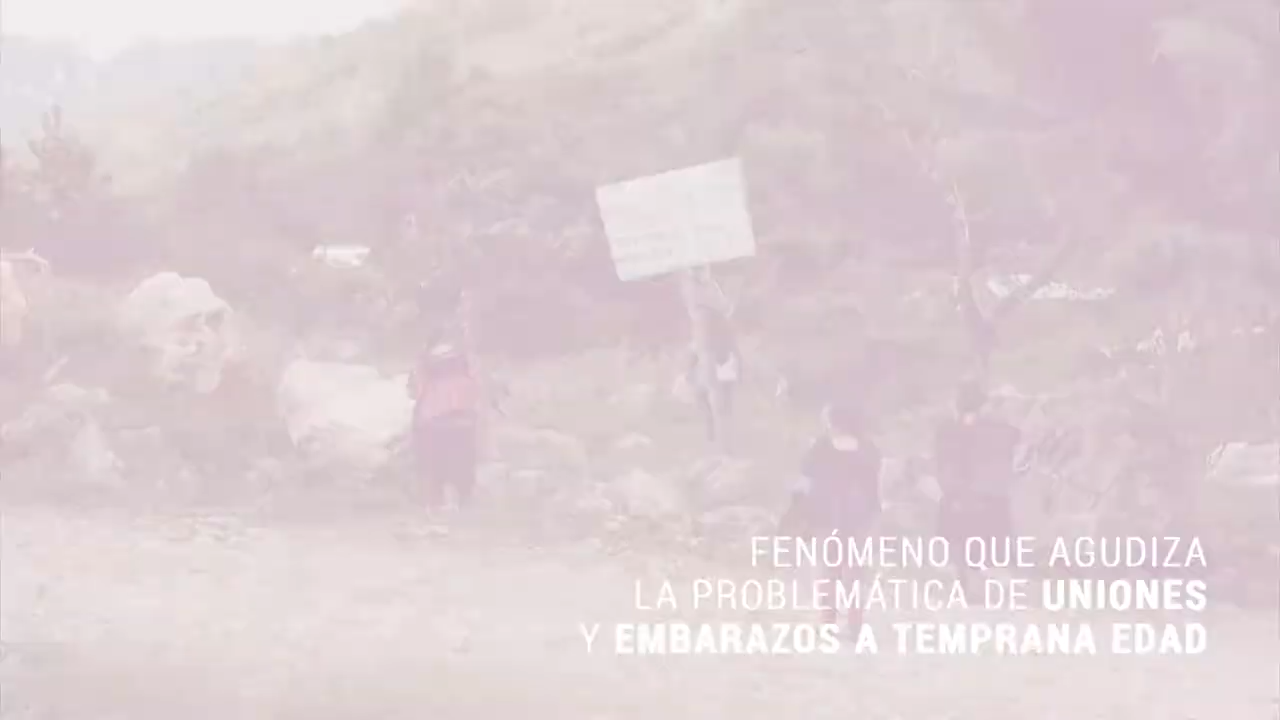 FENÓMENO QUE AGUDIZA
LA PROBLEMÁTICA DE UNIONES
Y EMBARAZOS A TEMPRANA EDAD